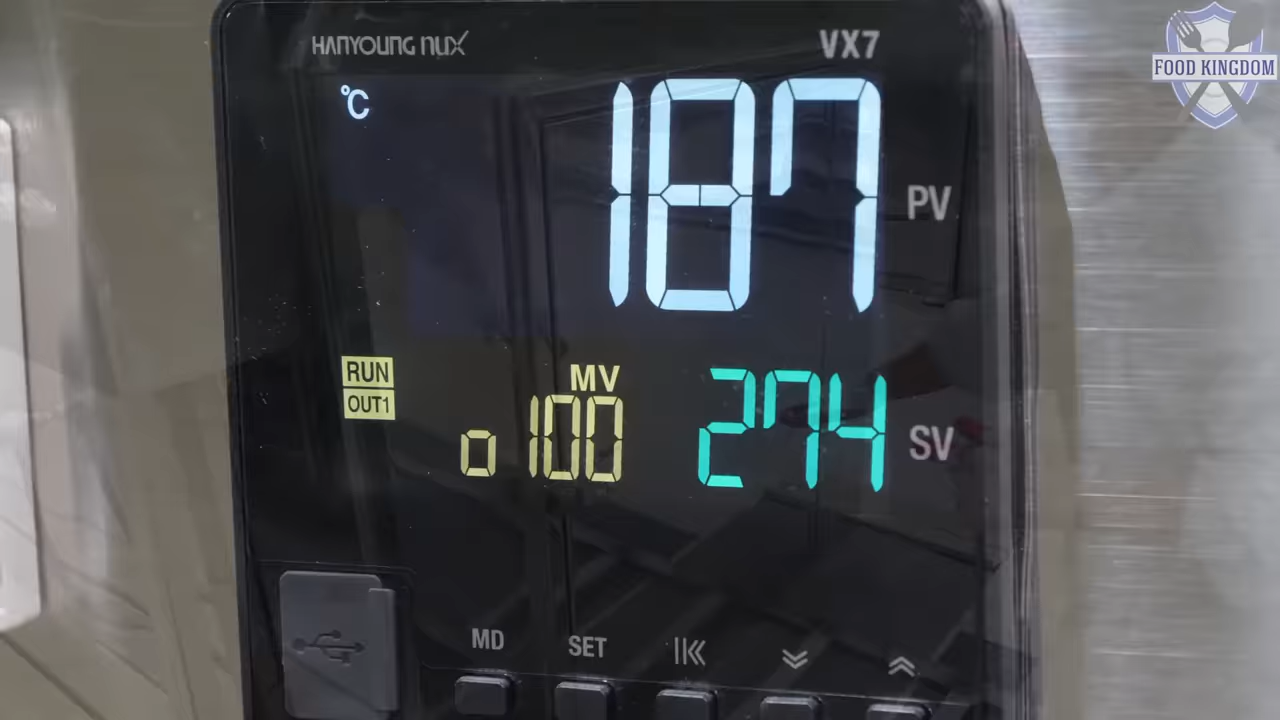 HANYOUNG NUX
VX7
FOOD KINGDOM
℃
187
PV
RUN
OUT1
MV
o 100
274
SV
MD
SET